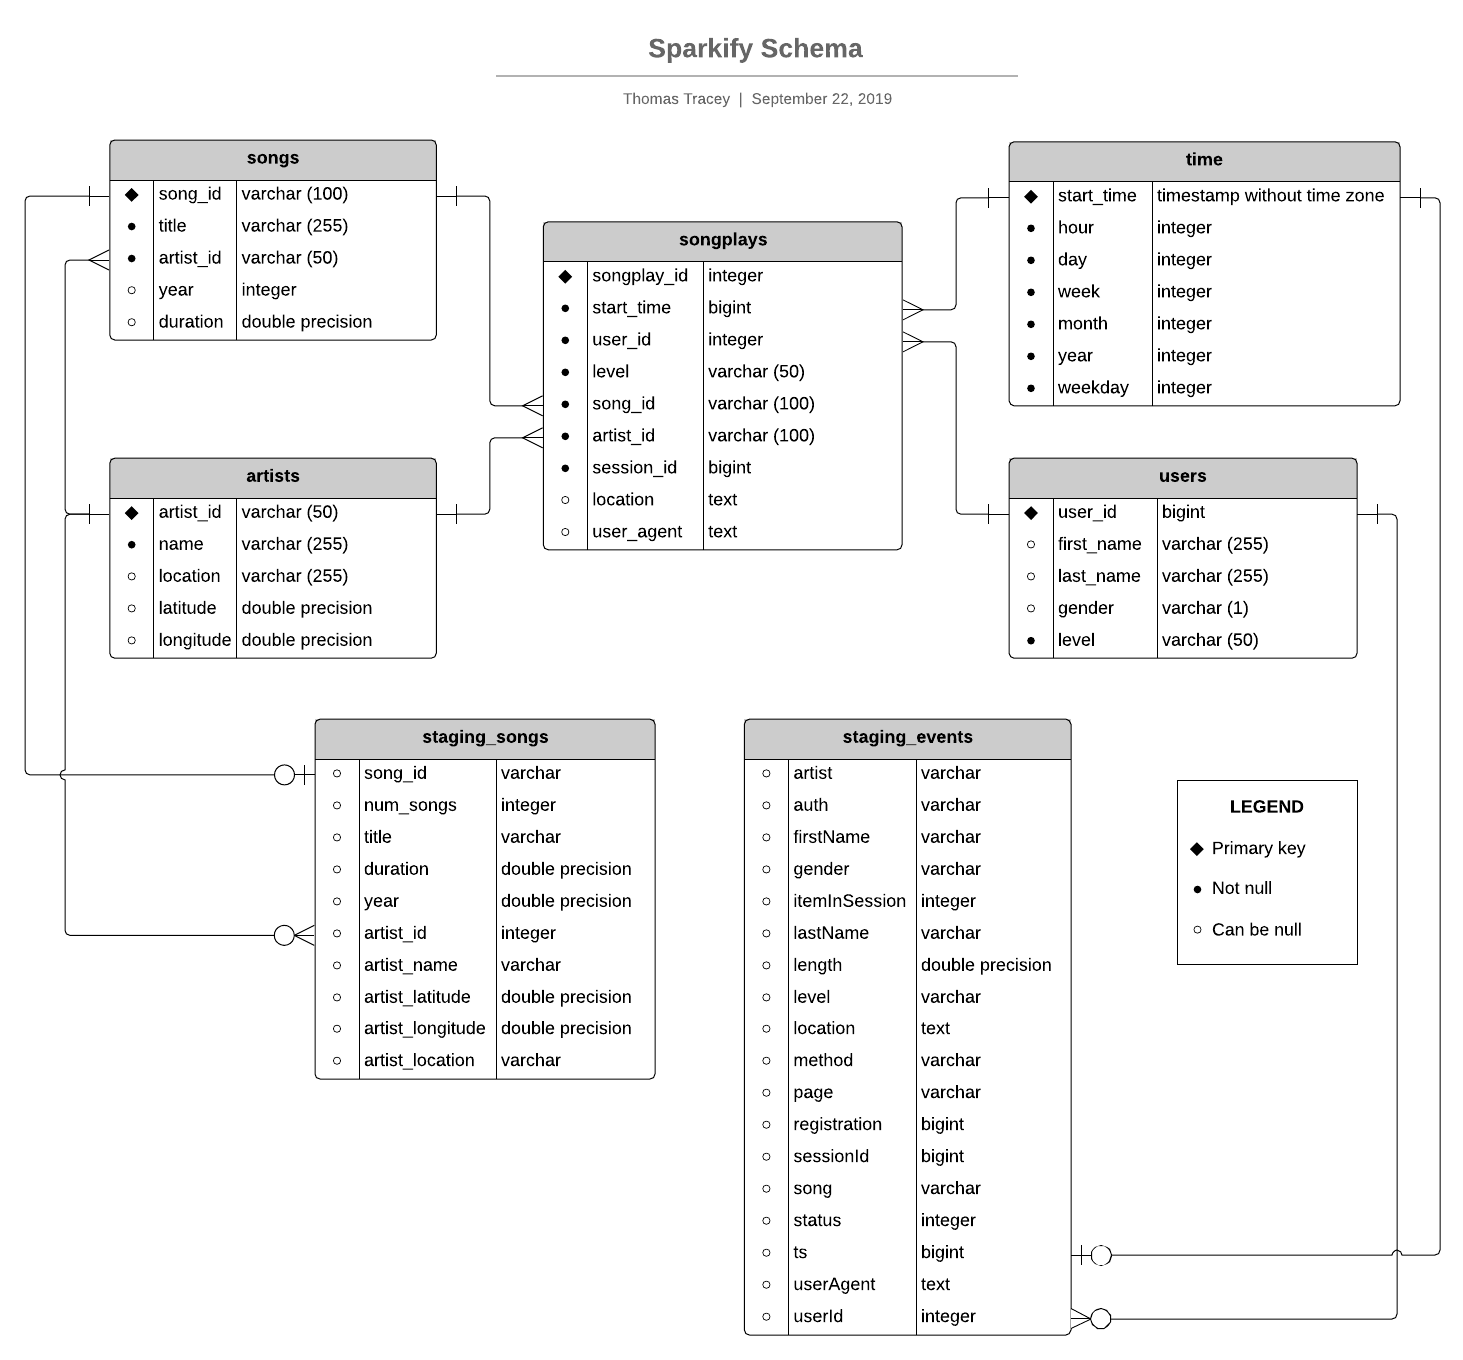 Sparkify Schema
Thomas Tracey | September 22, 2019
songs
song_id varchar (100)
title varchar (255)
artist_id varchar (50)
year integer
duration double precision
artists
artist_id varchar (50)
name varchar (255)
location varchar (255)
latitude double precision
longitude double precision
songplays
songplay_id integer
start_time bigint
user_id integer
level varchar (50)
song_id varchar (100)
artist_id varchar (100)
session_id bigint
location text
user_agent text
time
start_time timestamp without time zone
hour integer
day integer
week integer
month integer
year integer
weekday integer
users
user_id bigint
first_name varchar (255)
last_name varchar (255)
gender varchar (1)
level varchar (50)
staging_songs
song_id varchar
num_songs integer
title varchar
duration double precision
year double precision
artist_id integer
artist_name varchar
artist_latitude double precision
artist_longitude double precision
artist_location varchar
staging_events
artist varchar
auth varchar
firstName varchar
gender varchar
itemInSession integer
lastName varchar
length double precision
level varchar
location text
method varchar
page varchar
registration bigint
sessionId bigint
song varchar
status integer
ts bigint
userAgent text
userId integer
LEGEND
Primary key
Not null
Can be null